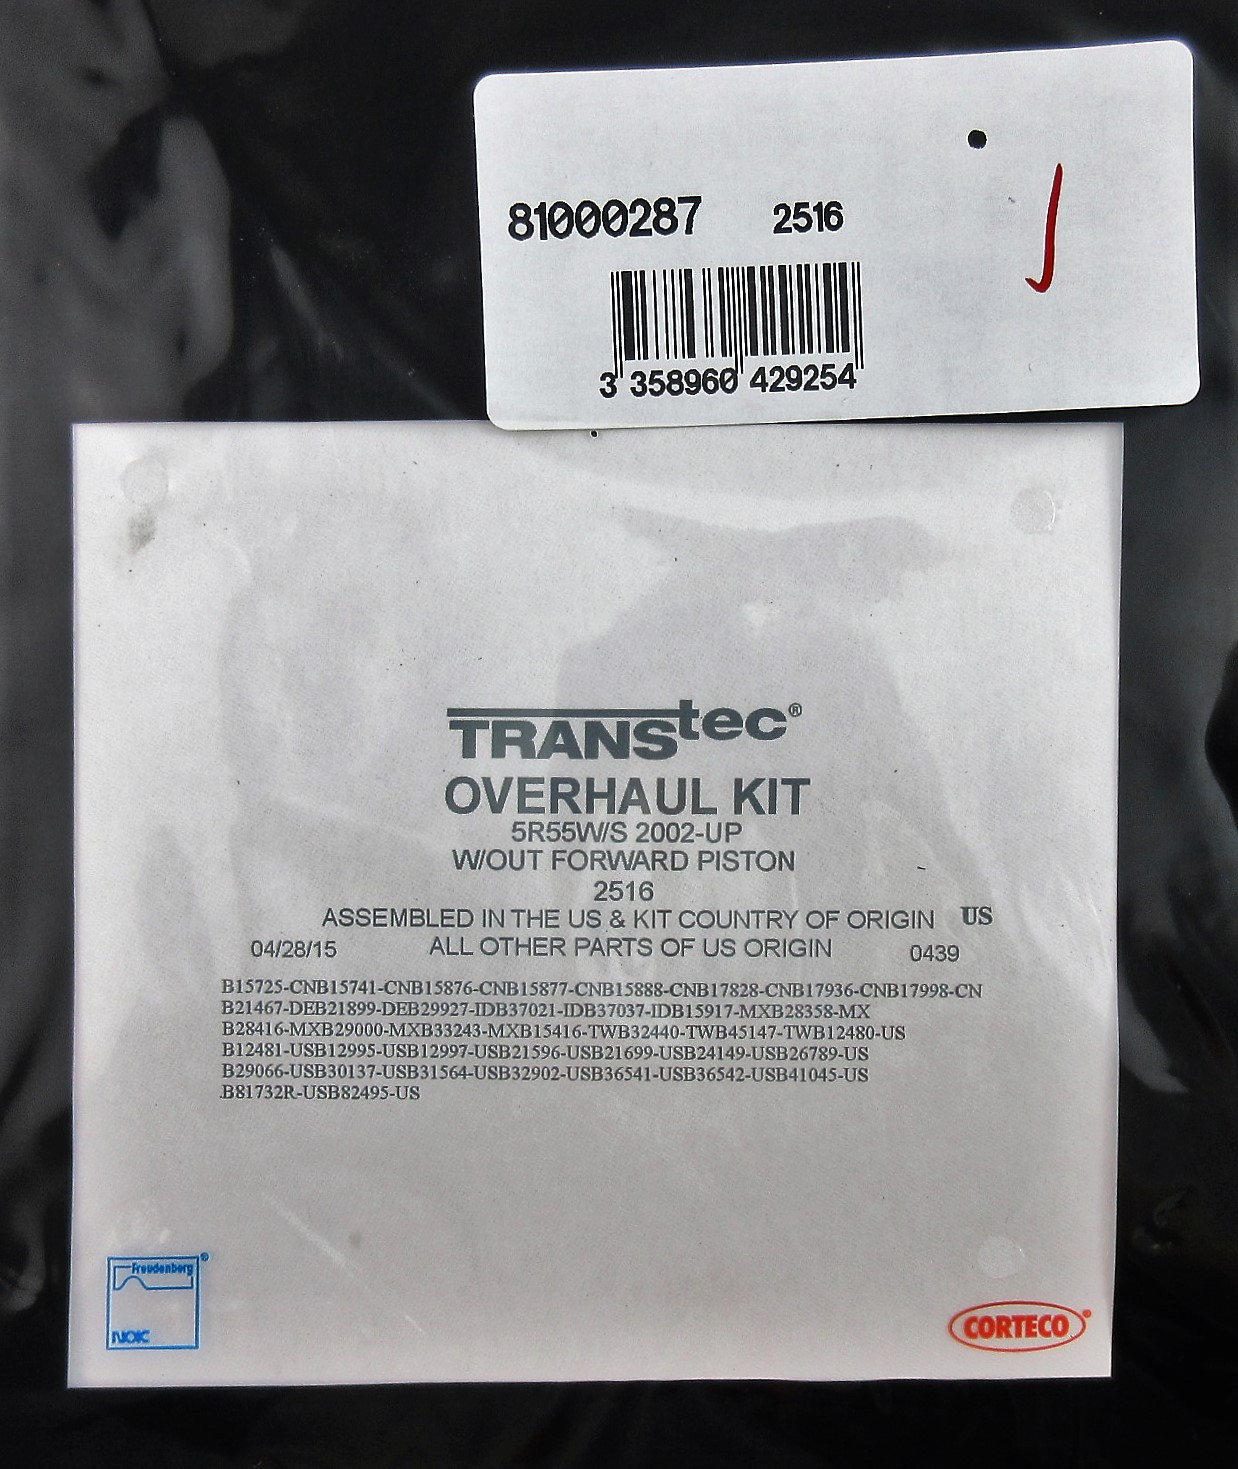 81000287 2516
3 358960 429254
TRANStec®
OVERHAUL KIT
5R55W/S 2002-UP
W/OUT FORWARD PISTON
2516
ASSEMBLED IN THE US & KIT COUNTRY OF ORIGIN US
04/28/15 ALL OTHER PARTS OF US ORIGIN 0439
B15725-CNB15741-CNB15876-CNB15877-CNB15888-CNB17828-CNB17936-CNB17998-CN
B21467-DEB21899-DEB29927-IDB37021-IDB37037-IDB15917-MXB28358-MX
B28416-MXB29000-MXB33243-MXB15416-TWB32440-TWB45147-TWB12480-US
B12481-USB12995-USB12997-USB21596-USB21699-USB24149-USB26789-US
B29066-USB30137-USB31564-USB32902-USB36541-USB36542-USB41045-US
.B81732R-USB82495-US
Freudenberg®
NOK
CORTECO®